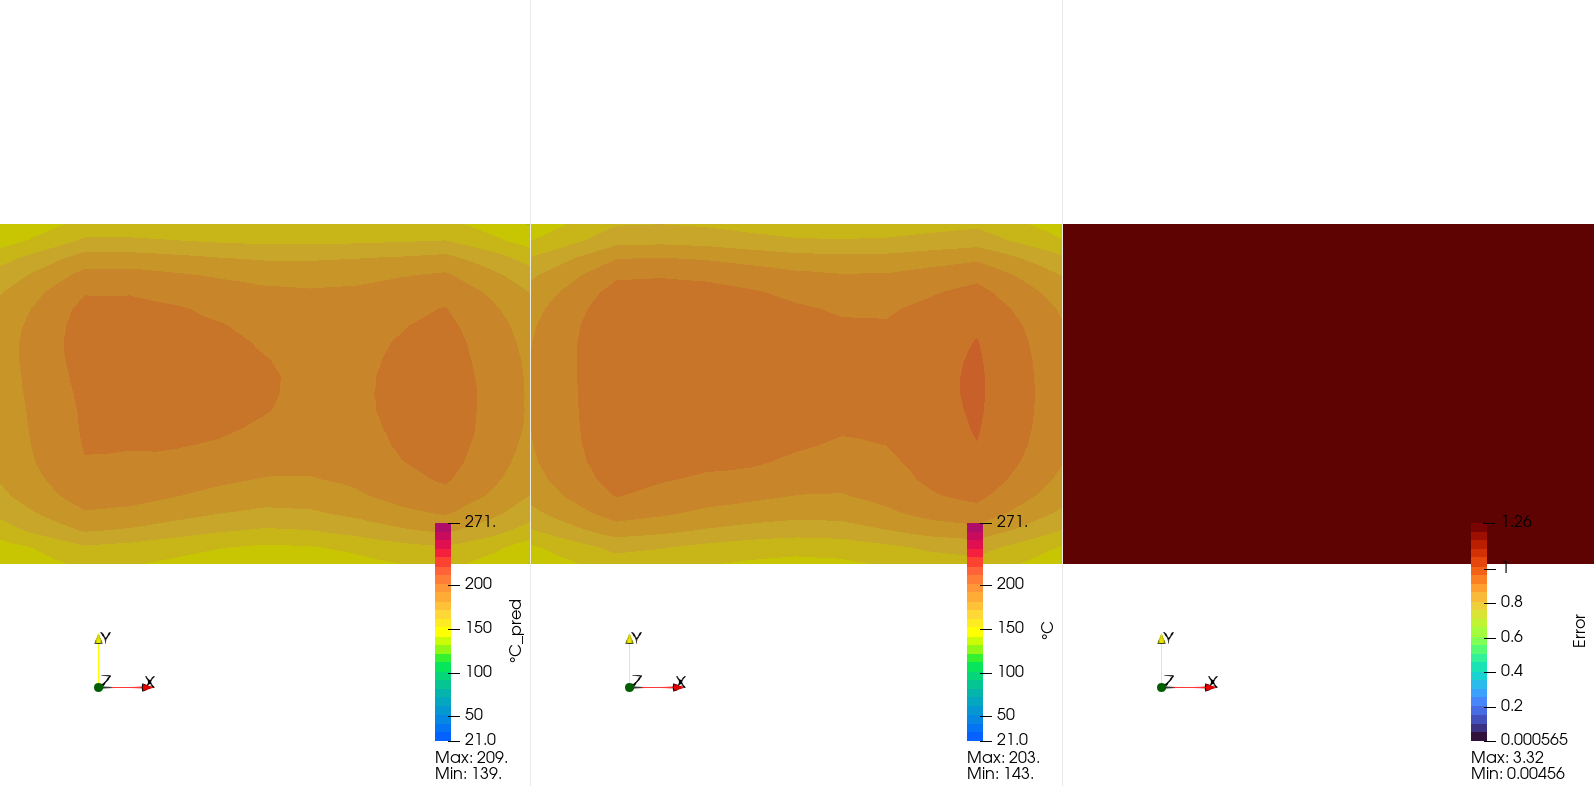 271.
200
150
100
50
21.0
°C_pred
Max: 209.
Min: 139.
Y
Z
X
271.
200
150
100
50
21.0
°C
Max: 203.
Min: 143.
Y
Z
X
1.26
1
0.8
0.6
0.4
0.2
0.000565
Error
Max: 3.32
Min: 0.00456
Y
Z
X